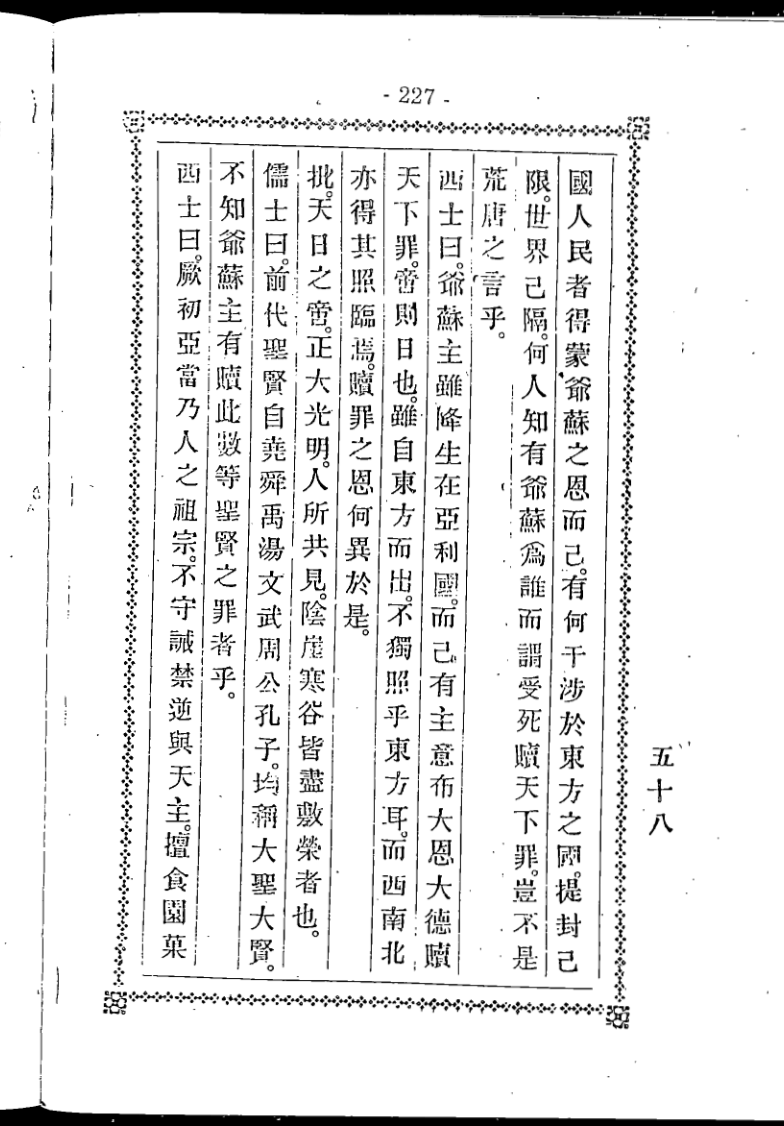 - 227 -
國人民者得蒙爺蘇之恩而己。有何干涉於東方之國。提封己
限。世界己隔。何人知有爺蘇爲誰而謂受死贖天下罪。豈不是
荒唐之言乎。
西士曰。爺蘇主雖降生在亞利國。而己有主意布大恩大德贖
天下罪。啻則日也。雖自東方而出。不獨照乎東方耳。而西南北
亦得其照臨焉。贖罪之恩何異於是。
批。天日之啻。正大光明。人所共見。陰崖寒谷皆盡敷榮者也。
儒士曰。前代聖賢自堯舜禹湯文武周公孔子。均稱大聖大賢。
不知爺蘇主有贖此數等聖賢之罪者乎。
西士曰。厥初亞當乃人之祖宗。不守誡禁逆與天主。擅食園菓
五十八